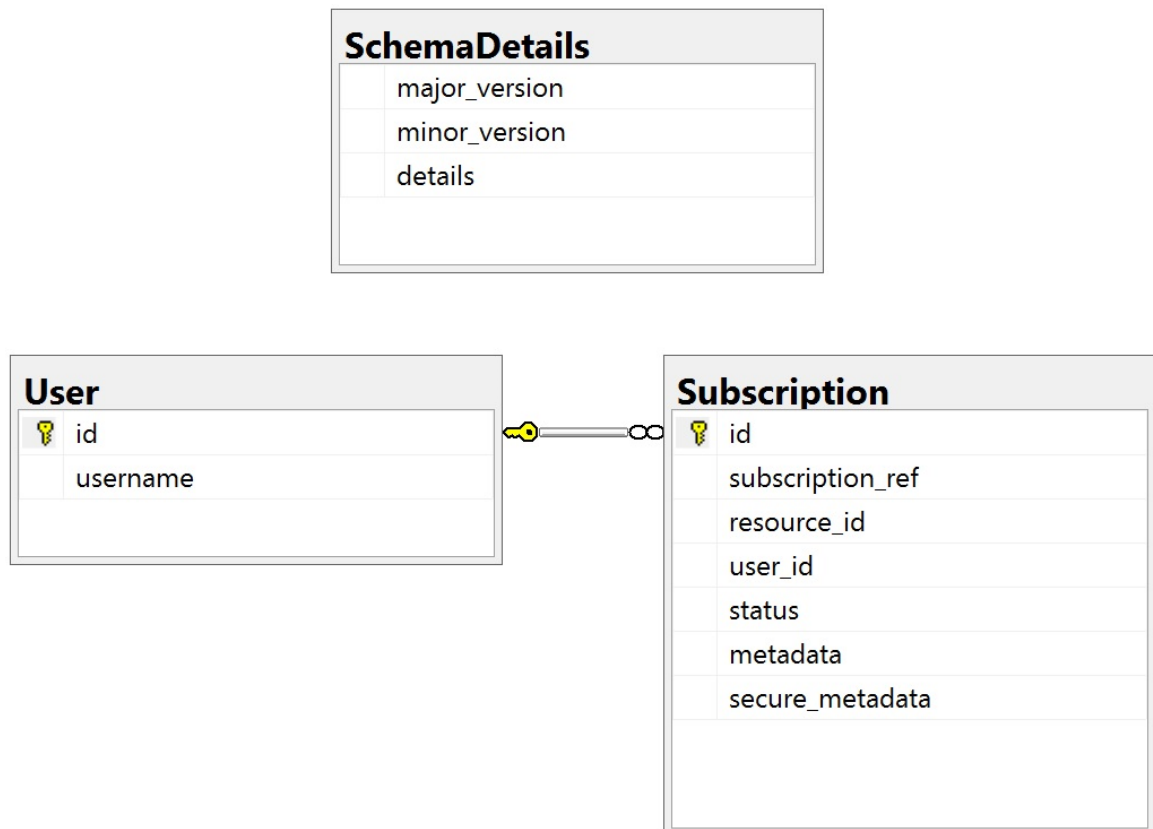 SchemaDetails
major_version
minor_version
details
User
id
username
Subscription
id
subscription_ref
resource_id
user_id
status
metadata
secure_metadata